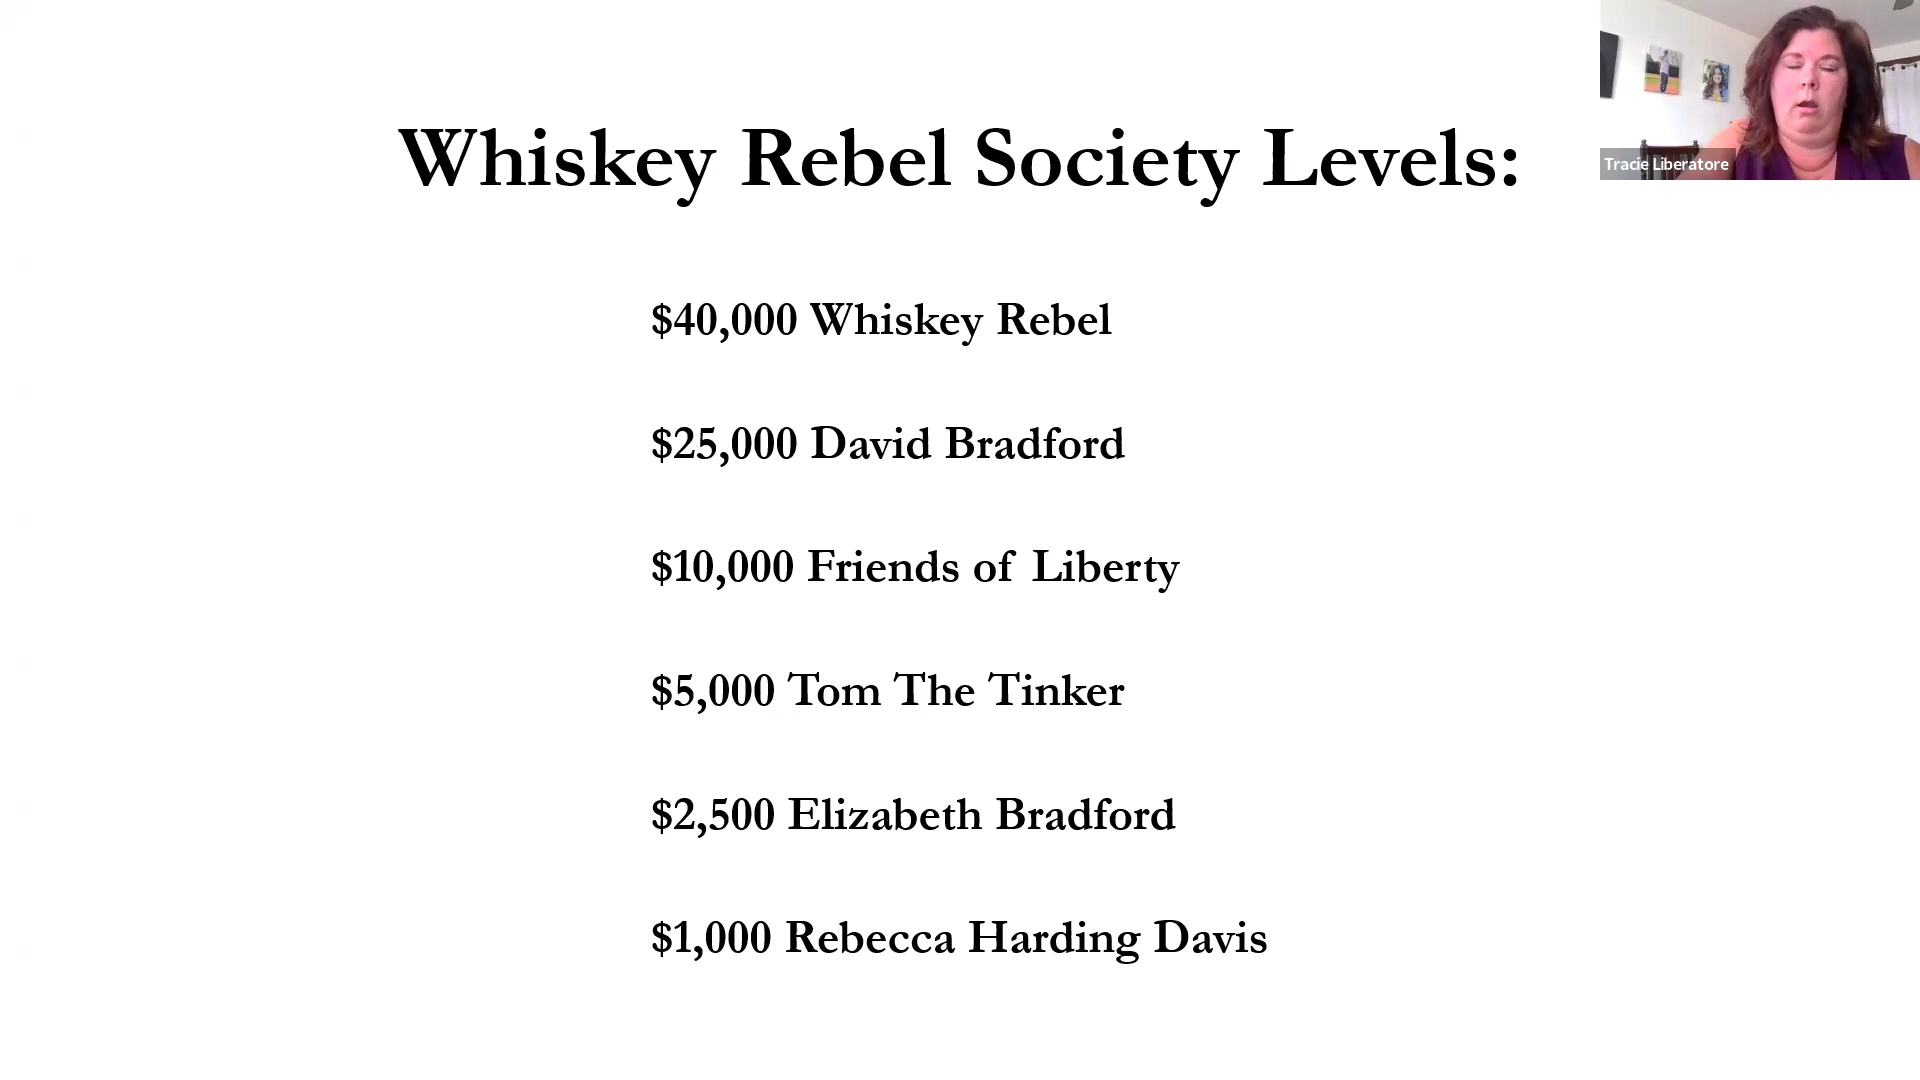 Whiskey Rebel Society Levels:
$40,000 Whiskey Rebel
$25,000 David Bradford
$10,000 Friends of Liberty
$5,000 Tom The Tinker
$2,500 Elizabeth Bradford
$1,000 Rebecca Harding Davis
Tracie Liberatore